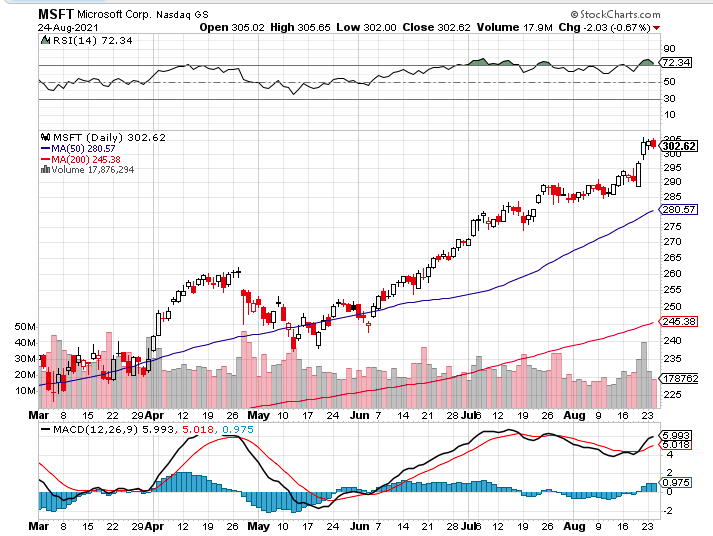 MSFT Microsoft Corp. Nasdaq GS © StockCharts.com
24-Aug-2021 Open 305.02 High 305.65 Low 302.00 Close 302.62 Volume 17.9M Chg -2.03 (-0.67%)
RSI(14) 72.34
90
72.34
50
30
10
MSFT (Daily) 302.62
MA(50) 280.57
MA(200) 245.38
Volume 17,876,294
305
302.62
300
295
290
285
280.57
275
270
265
260
255
250
245.38
240
235
225
50M
40M
30M
20M
10M
178762
Mar 8 15 22 Apr 12 19 26 May 10 17 24 Jun 7 14 21 28 Jul 6 12 19 26 Aug 9 16 23
MACD(12,26,9) 5.993, 5.018, 0.975
5.993
5.018
4
2
0.975
0
-2
Mar 8 15 22 29 Apr 12 19 26 May 10 17 24 Jun 7 14 21 28 Jul 6 12 19 26 Aug 9 16 23